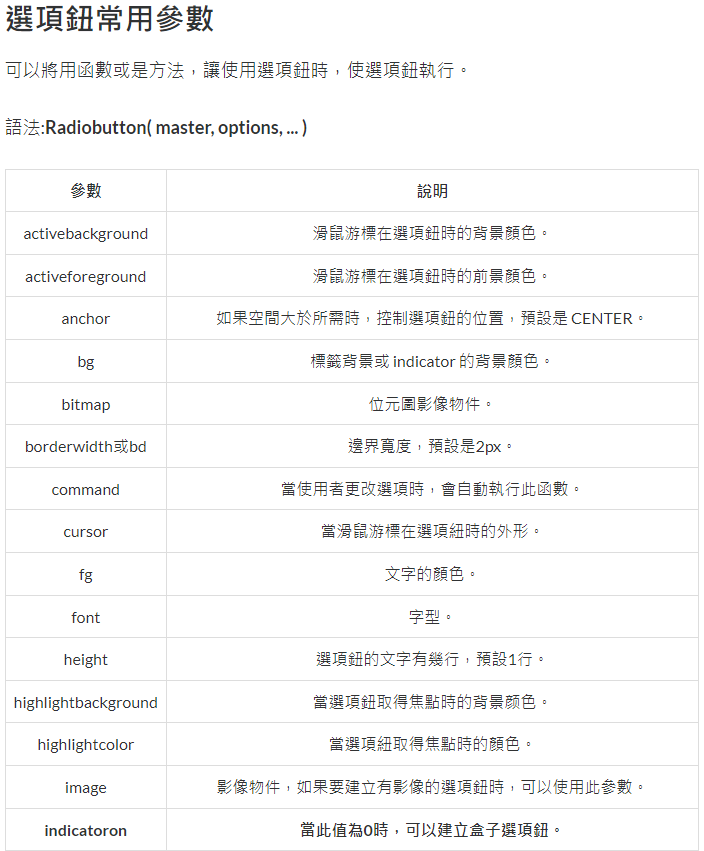 選項鈕常用參數
可以將用函數或是方法，讓使用選項鈕時，使選項鈕執行。
語法:Radiobutton( master, options, ... )
參數 說明
activebackground 滑鼠游標在選項鈕時的背景顏色。
activeforeground 滑鼠游標在選項鈕時的前景顏色。
anchor 如果空間大於所需時，控制選項鈕的位置，預設是 CENTER。
bg 標籤背景或 indicator 的背景顏色。
bitmap 位元圖影像物件。
borderwidth或bd 邊界寬度，預設是2px。
command 當使用者更改選項時，會自動執行此函數。
cursor 當滑鼠游標在選項紐時的外形。
fg 文字的顏色。
font 字型。
height 選項鈕的文字有幾行，預設1行。
highlightbackground 當選項鈕取得焦點時的背景顏色。
highlightcolor 當選項紐取得焦點時的顏色。
image 影像物件，如果要建立有影像的選項鈕時，可以使用此參數。
indicatoron 當此值為0時，可以建立盒子選項鈕。